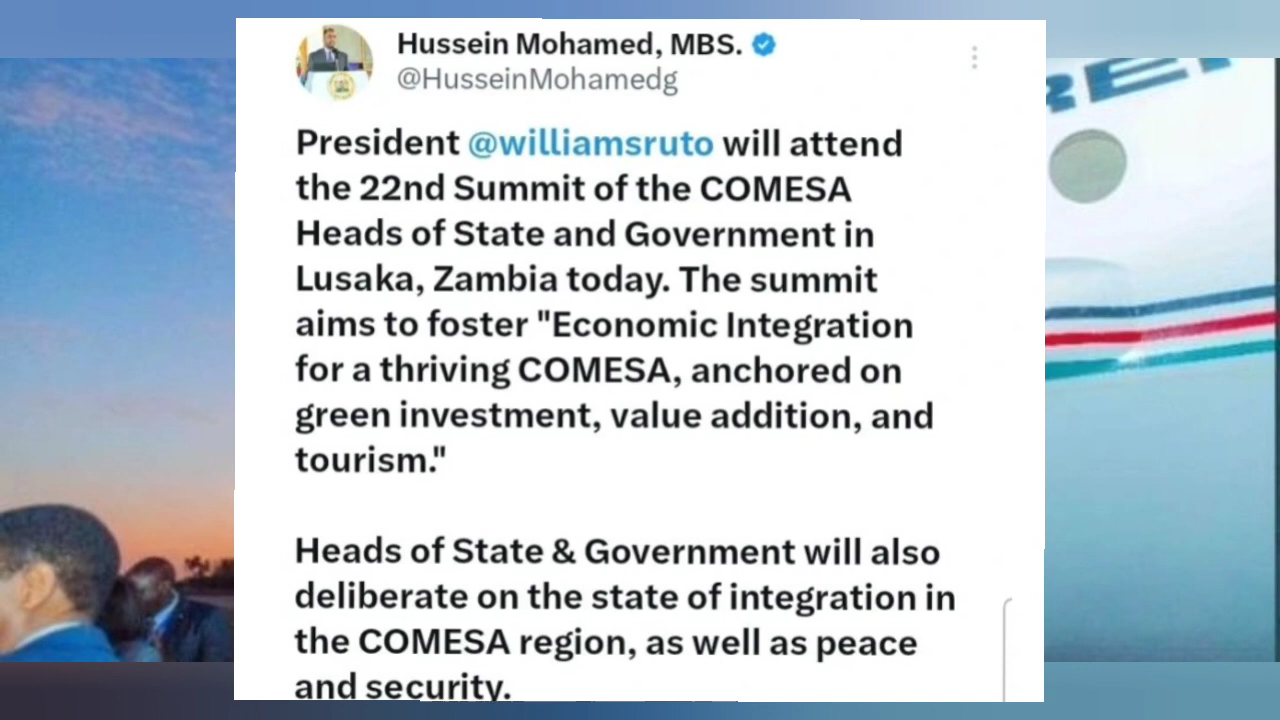 Hussein Mohamed, MBS.
@HusseinMohamedg
President @williamsruto will attend
the 22nd Summit of the COMESA
Heads of State and Government in
Lusaka, Zambia today. The summit
aims to foster "Economic Integration
for a thriving COMESA, anchored on
green investment, value addition, and
tourism."
Heads of State & Government will also
deliberate on the state of integration in
the COMESA region, as well as peace
and security.